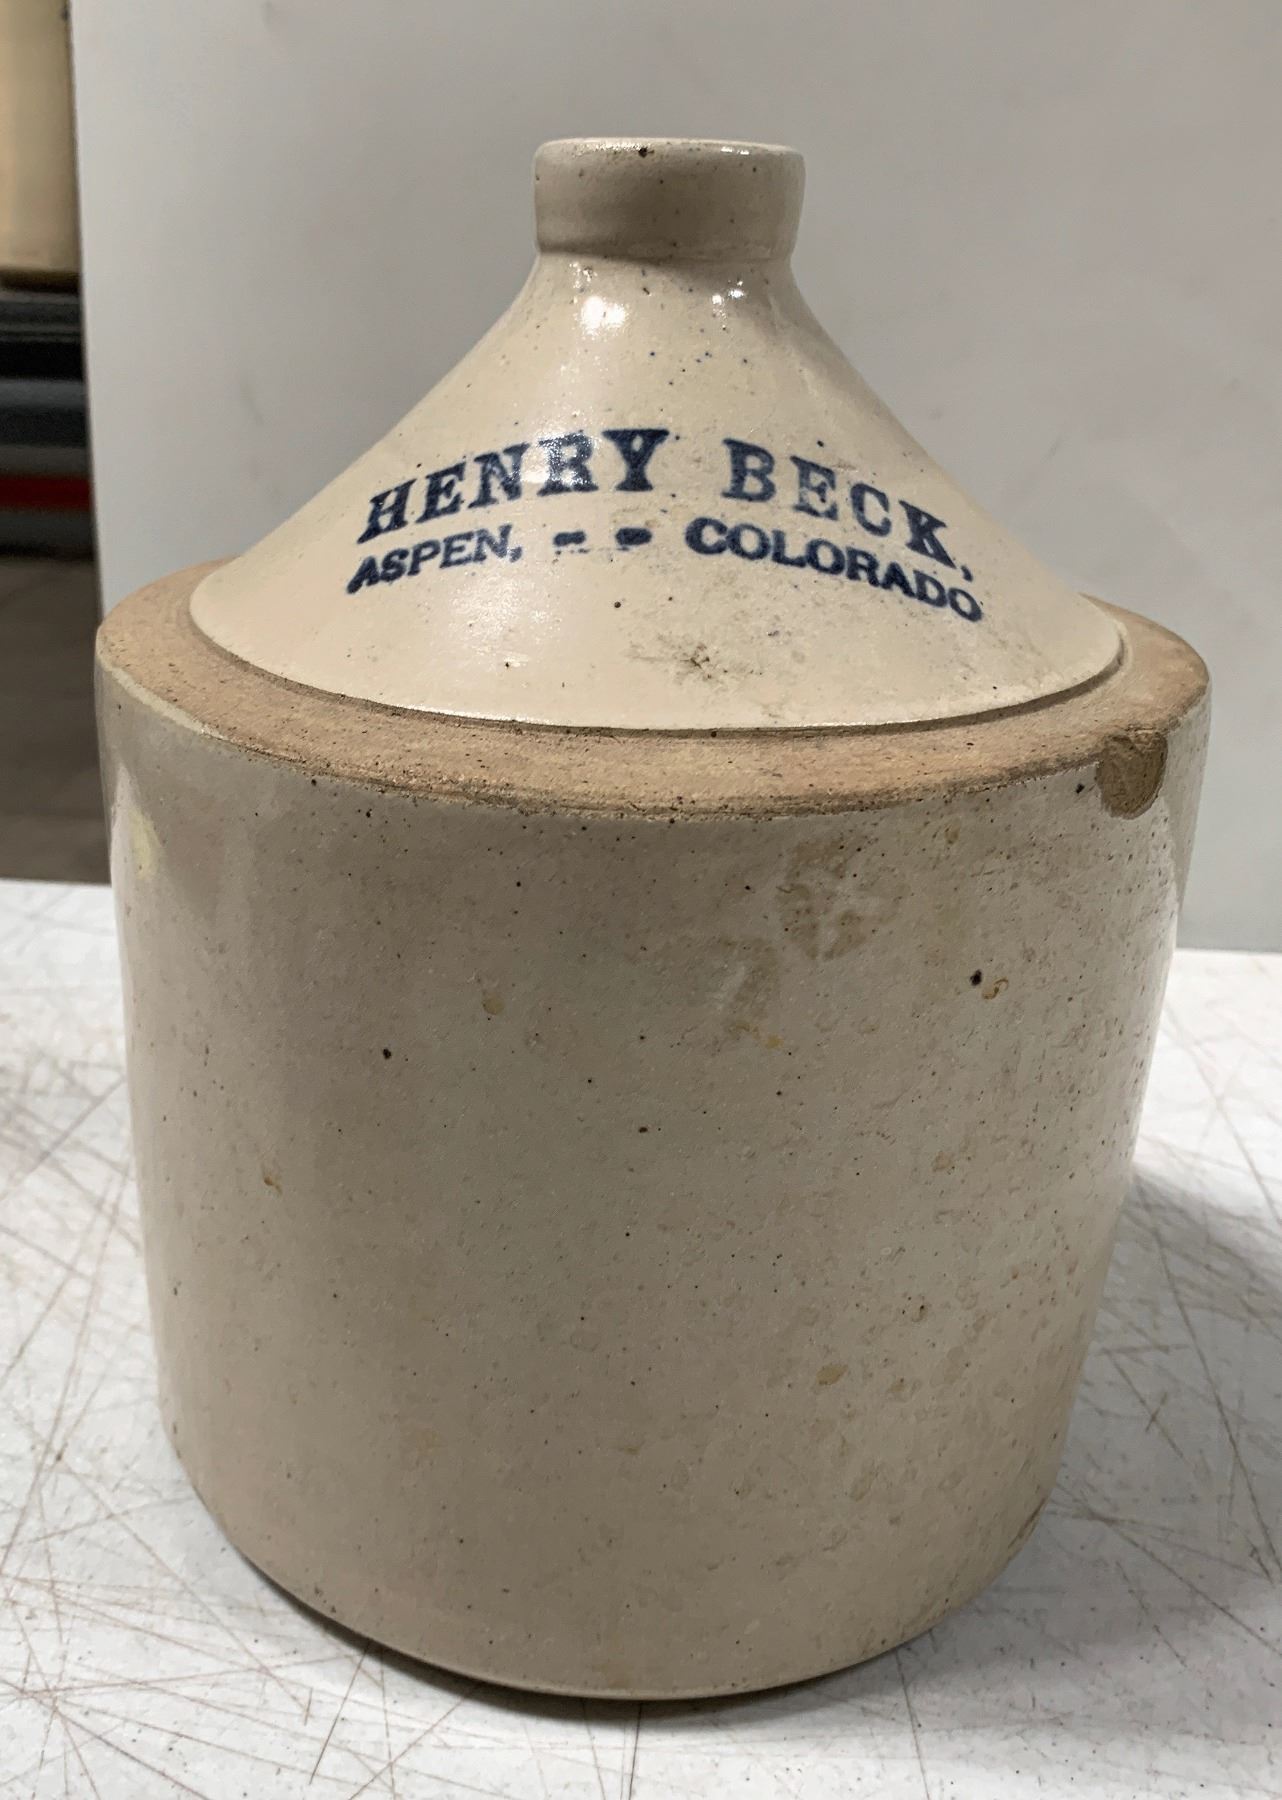 HENRY BECK,
ASPEN, - - COLORADO